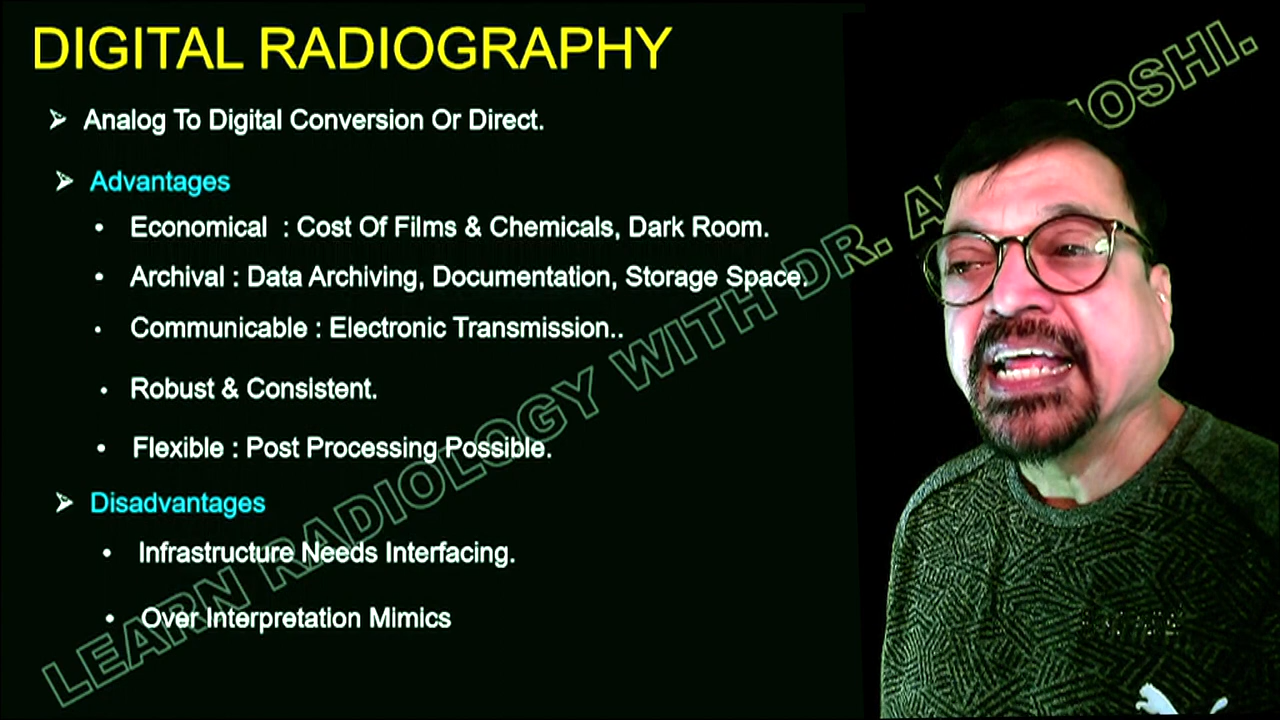 DIGITAL RADIOGRAPHY
➢ Analog To Digital Conversion Or Direct.
➢ Advantages
• Economical : Cost Of Films & Chemicals, Dark Room.
• Archival : Data Archiving, Documentation, Storage Space.
• Communicable : Electronic Transmission..
• Robust & Consistent.
• Flexible : Post Processing Possible.
➢ Disadvantages
• Infrastructure Needs Interfacing.
• Over Interpretation Mimics
LEARN RADIOLOGY WITH DR. JOSHI.